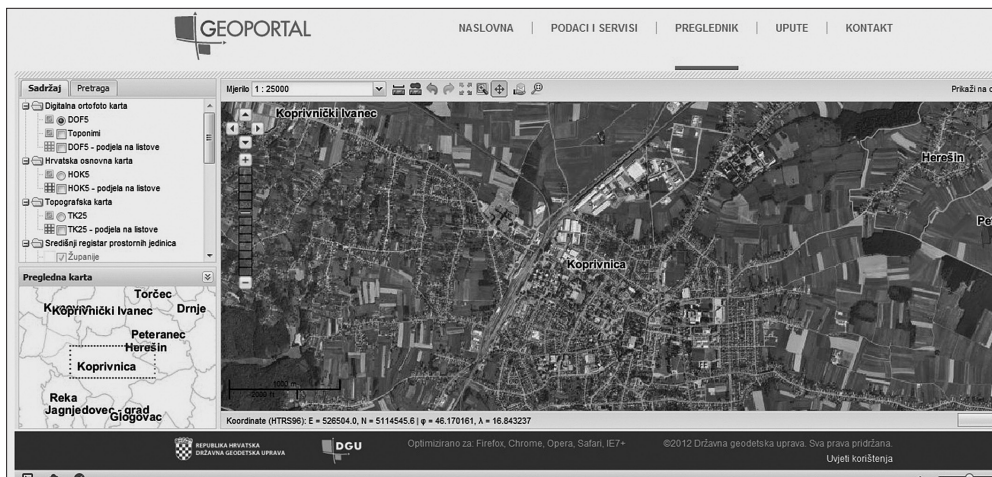 GEOPORTAL
NASLOVNA | PODACI I SERVISI | PREGLEDNIK | UPUTE | KONTAKT
Sadržaj Pretraga
Mjerilo 1 : 25000
Prikaži na
Digitalna ortofoto karta
DOF5
Toponimi
DOF5 - podjela na listove
Hrvatska osnovna karta
HOK5
HOK5 - podjela na listove
Topografska karta
TK25
TK25 - podjela na listove
Središnji registar prostornih jedinica
Županije
Koprivnički Ivanec
Herešin
Pe
Koprivnica
1000 m
2000 ft
Pregledna karta
Torčec
Koprivnički Ivanec
Drnje
Peteranec
Herešin
Koprivnica
Reka
Jagnjedovec - grad
Glogovac
Koordinate (HTRS96): E = 526504.0, N = 5114545.6 | φ = 46.170161, λ = 16.843237
REPUBLIKA HRVATSKA
DRŽAVNA GEODETSKA UPRAVA
DGU
Optimizirano za: Firefox, Chrome, Opera, Safari, IE7+
©2012 Državna geodetska uprava. Sva prava pridržana.
Uvjeti korištenja